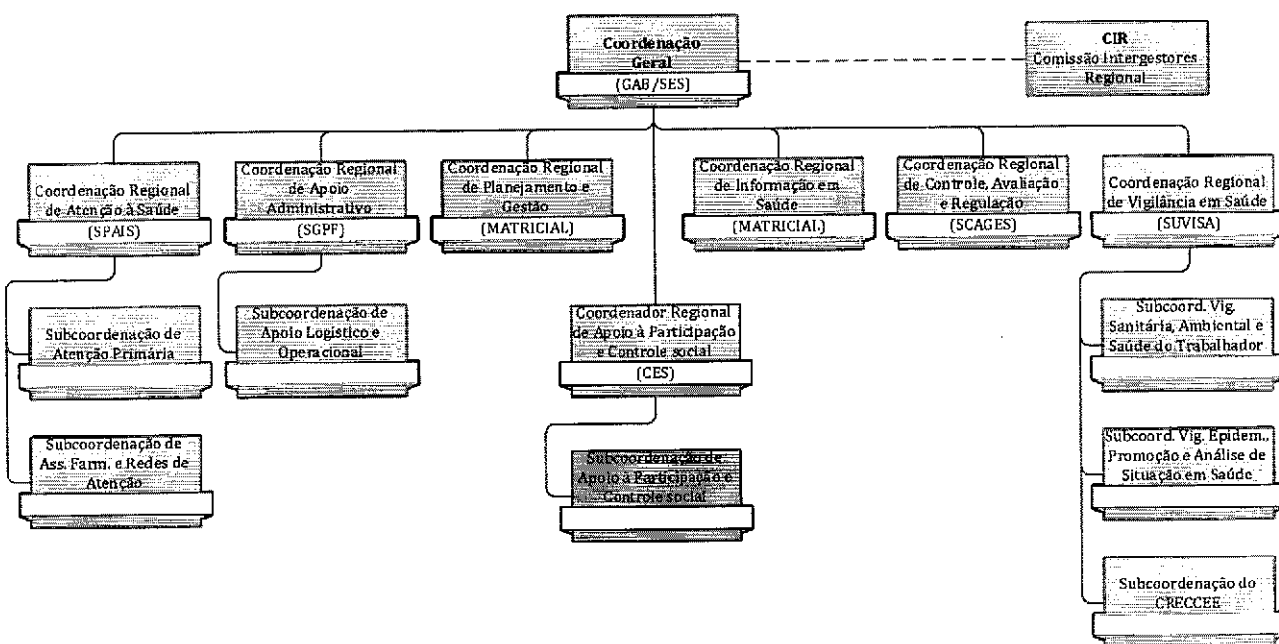 Coordenação
Geral
(GAB/SES)
CIR
Comissão Intergestores
Regional
Coordenação Regional
de Atenção à Saúde
(SPAIS)
Coordenação Regional
de Apoio
Administrativo
(SGPF)
Coordenação Regional
de Planejamento e
Gestão
(MATRICIAL)
Coordenação Regional
de Informação em
Saúde
(MATRICIAL)
Coordenação Regional
de Controle, Avaliação
e Regulação
(SCAGES)
Coordenação Regional
de Vigilância em Saúde
(SUVISA)
Subcoordenação de
Atenção Primária
Subcoordenação de
Apoio Logístico e
Operacional
Coordenador Regional
de Apoio à Participação
e Controle social
(CES)
Subcoord. Vig.
Sanitária, Ambiental e
Saúde do Trabalhador
Subcoordenação de
Ass. Farm. e Redes de
Atenção
Subcoordenação de
Apoio à Participação e
Controle social
Subcoord. Vig. Epidem.,
Promoção e Análise de
Situação em Saúde
Subcoordenação do
CRECCEE